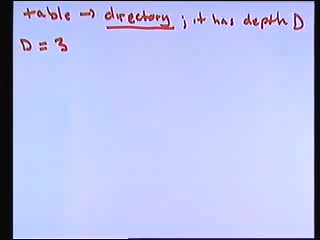 table → directory ; it has depth D
D = 3